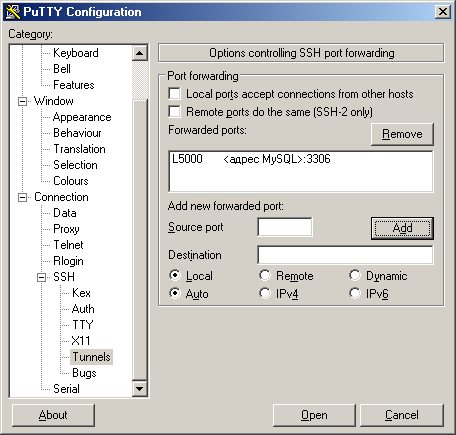 PuTTY Configuration
Category:
Keyboard
Bell
Features
Window
Appearance
Behaviour
Translation
Selection
Colours
Connection
Data
Proxy
Telnet
Rlogin
SSH
Kex
Auth
TTY
X11
Tunnels
Bugs
Serial
Options controlling SSH port forwarding
Port forwarding
Local ports accept connections from other hosts
Remote ports do the same (SSH-2 only)
Forwarded ports:
Remove
L5000 <адрес MySQL>:3306
Add new forwarded port:
Source port
Add
Destination
Local Remote Dynamic
Auto IPv4 IPv6
About Open Cancel